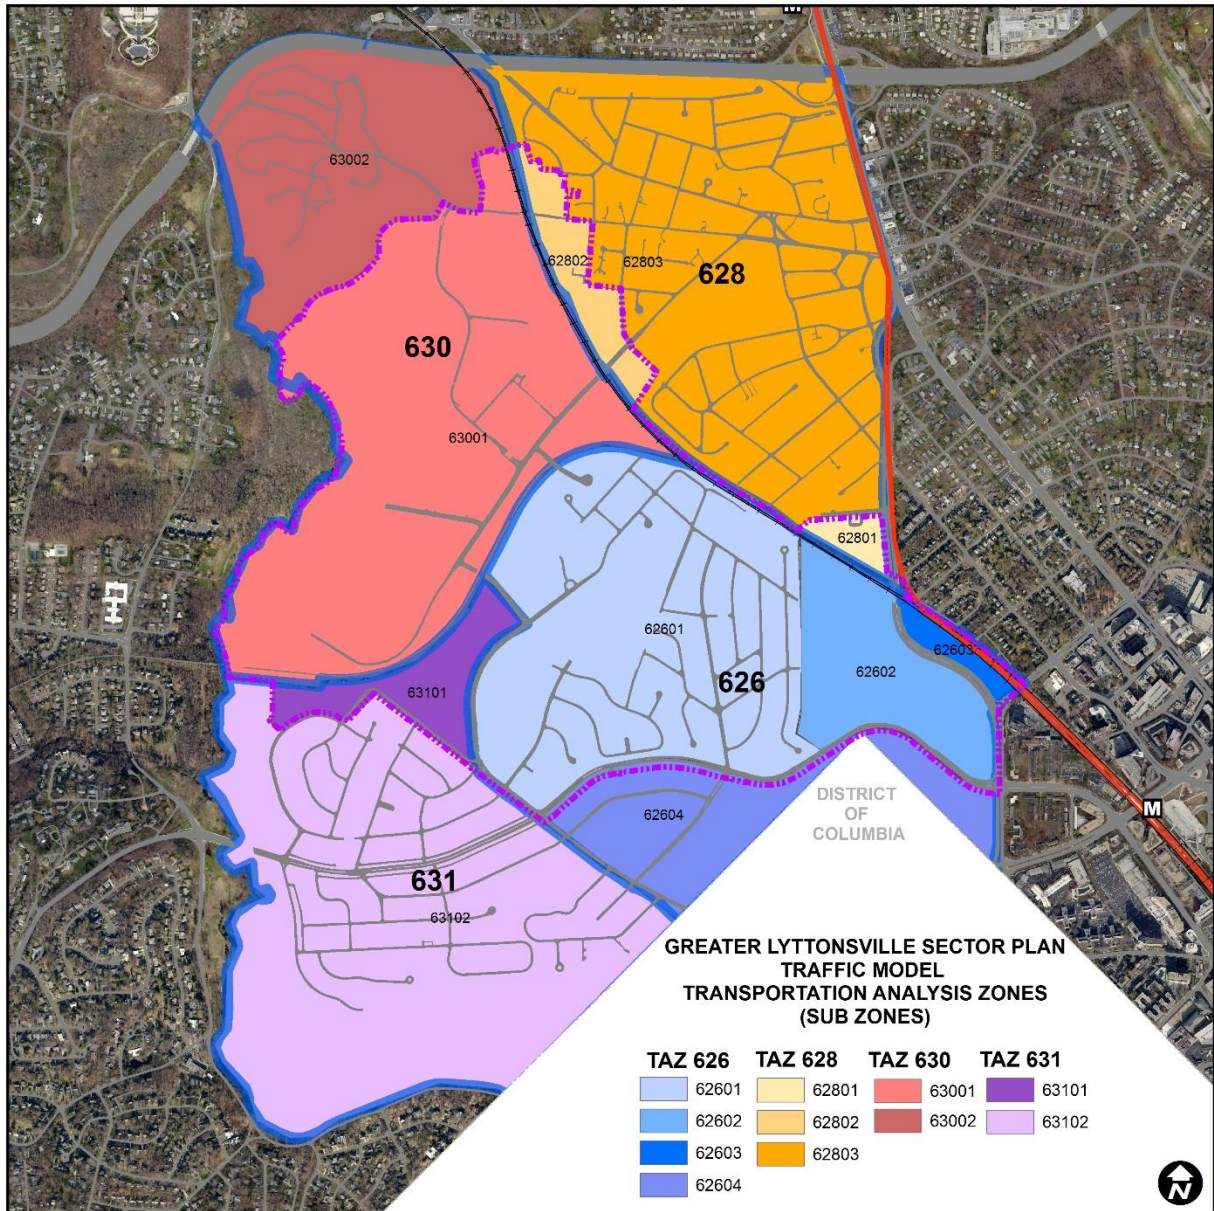 M
63002
62802
62803
628
630
63001
62801
62601
62603
62602
626
63101
DISTRICT
OF
COLUMBIA
M
62604
631
63102
GREATER LYTTONSVILLE SECTOR PLAN
TRAFFIC MODEL
TRANSPORTATION ANALYSIS ZONES
(SUB ZONES)
TAZ 626 TAZ 628 TAZ 630 TAZ 631
62601 62801 63001 63101
62602 62802 63002 63102
62603 62803
62604
N